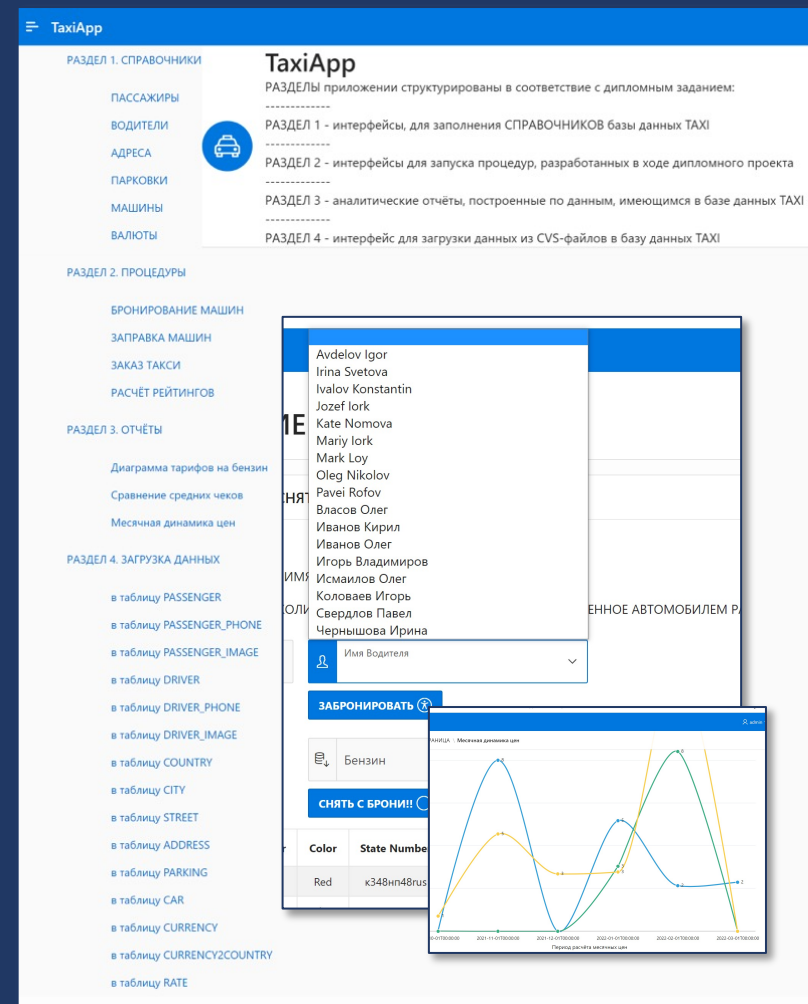 TaxiApp
РАЗДЕЛ 1. СПРАВОЧНИКИ
ПАССАЖИРЫ
ВОДИТЕЛИ
АДРЕСА
ПАРКОВКИ
МАШИНЫ
ВАЛЮТЫ
РАЗДЕЛ 2. ПРОЦЕДУРЫ
БРОНИРОВАНИЕ МАШИН
ЗАПРАВКА МАШИН
ЗАКАЗ ТАКСИ
РАСЧЁТ РЕЙТИНГОВ
РАЗДЕЛ 3. ОТЧЁТЫ
Диаграмма тарифов на бензин
Сравнение средних чеков
Месячная динамика цен
РАЗДЕЛ 4. ЗАГРУЗКА ДАННЫХ
в таблицу PASSENGER
в таблицу PASSENGER_PHONE
в таблицу PASSENGER_IMAGE
в таблицу DRIVER
в таблицу DRIVER_PHONE
в таблицу DRIVER_IMAGE
в таблицу COUNTRY
в таблицу CITY
в таблицу STREET
в таблицу ADDRESS
в таблицу PARKING
в таблицу CAR
в таблицу CURRENCY
в таблицу CURRENCY2COUNTRY
в таблицу RATE
TaxiApp
РАЗДЕЛЫ приложении структурированы в соответствие с дипломным заданием:
-------------
РАЗДЕЛ 1 - интерфейсы, для заполнения СПРАВОЧНИКОВ базы данных TAXI
-------------
РАЗДЕЛ 2 - интерфейсы для запуска процедур, разработанных в ходе дипломного проекта
-------------
РАЗДЕЛ 3 - аналитические отчёты, построенные по данным, имеющимся в базе данных TAXI
-------------
РАЗДЕЛ 4 - интерфейс для загрузки данных из CVS-файлов в базу данных TAXI
Avdelov Igor
Irina Svetova
Ivalov Konstantin
Jozef Iork
Kate Nomova
Mariy Iork
Mark Loy
Oleg Nikolov
Pavei Rofov
Власов Олег
Иванов Кирил
Иванов Олег
Игорь Владимиров
Исмаилов Олег
Коловаев Игорь
Свердлов Павел
Чернышова Ирина
ИМЯ
ЕННОЕ АВТОМОБИЛЕМ
Имя Водителя
ЗАБРОНИРОВАТЬ
Бензин
СНЯТЬ С БРОНИ!!
Color State Numbe
Red к348нп48rus
admin
РАНИЦА \ Месячная динамика цен
2021-11-01T00:00:00 2021-12-01T00:00:00 2022-01-01T00:00:00 2022-02-01T00:00:00 2022-03-01T00:00:00
Период расчёта месячных цен